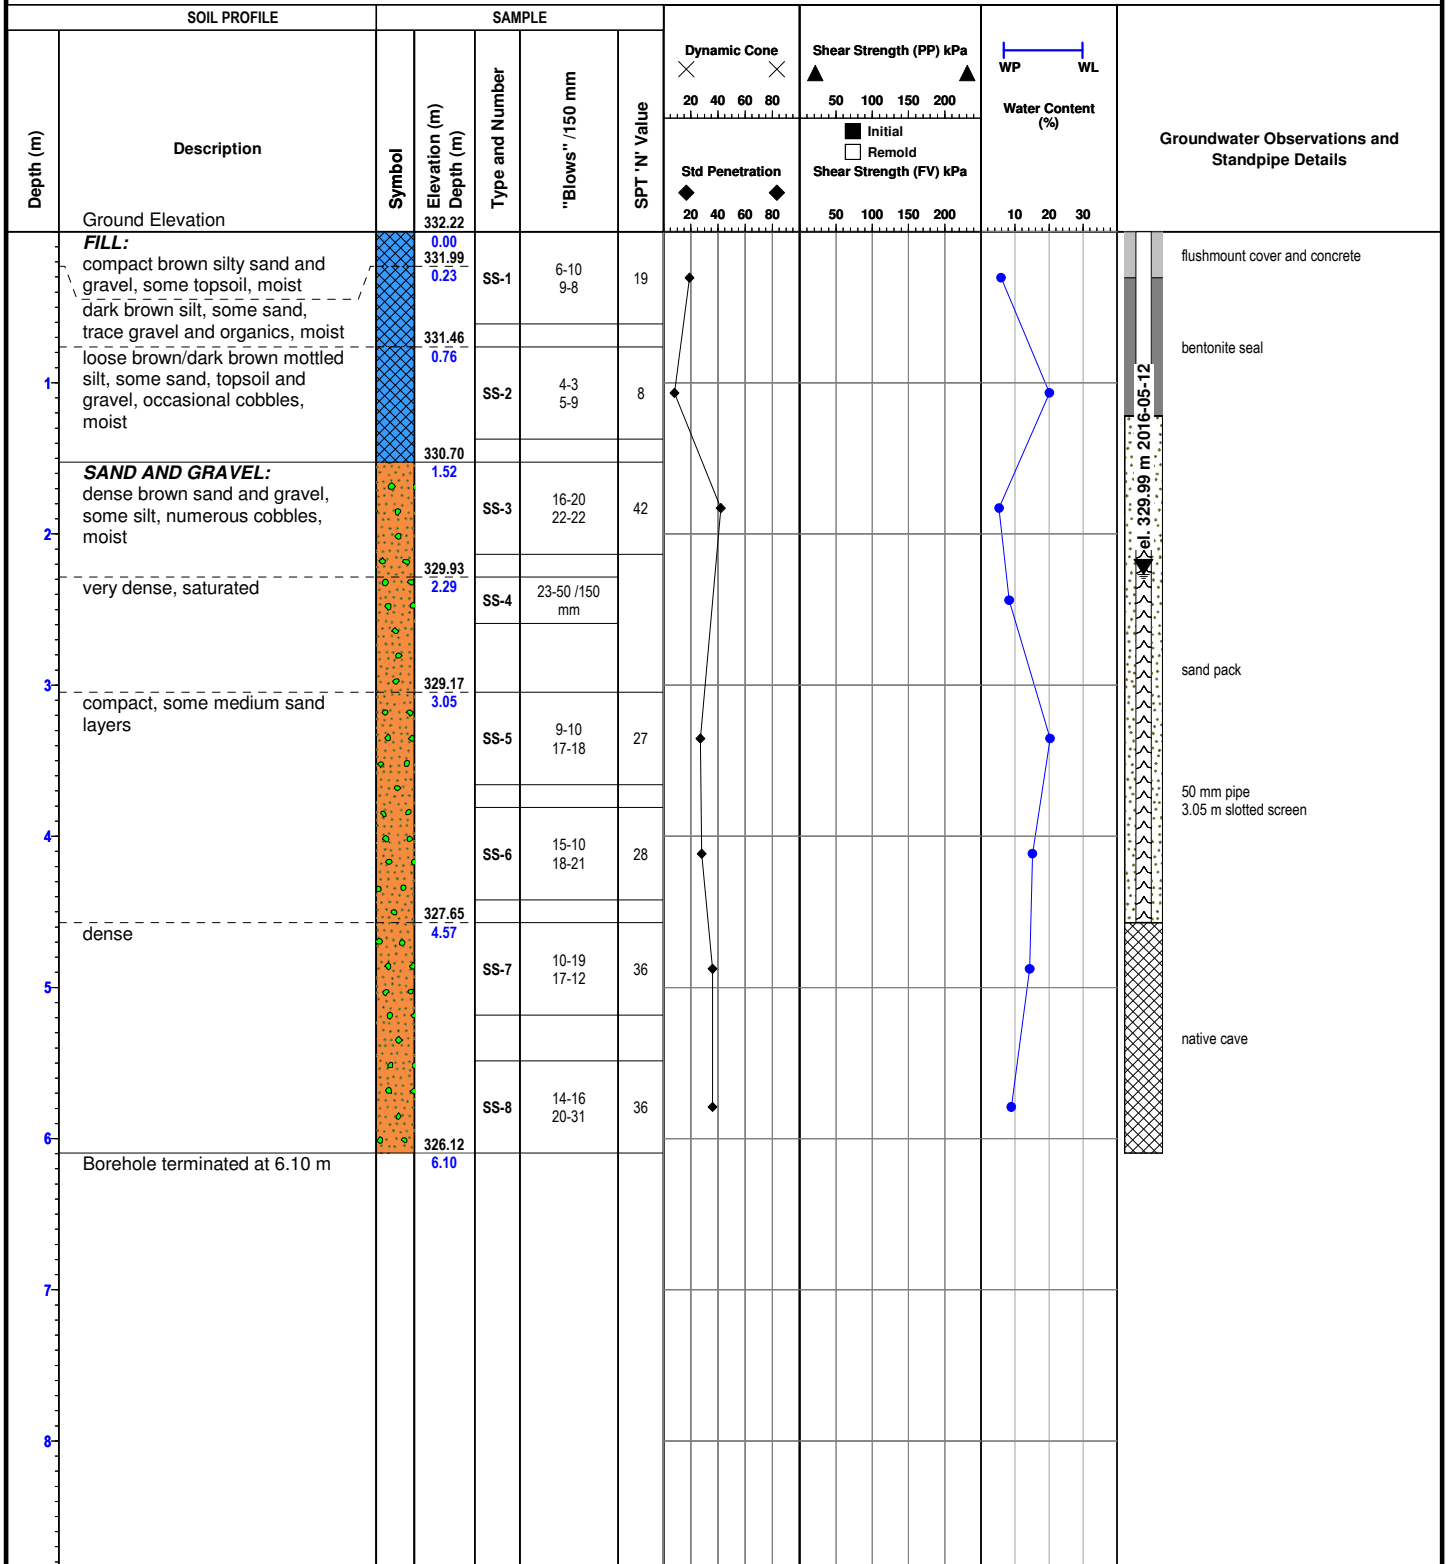 SOIL PROFILE
SAMPLE
Depth (m)
Description
Symbol
Elevation (m)
Depth (m)
Type and Number
"Blows" /150 mm
SPT 'N' Value
Dynamic Cone
20 40 60 80
Std Penetration
20 40 60 80
Shear Strength (PP) kPa
50 100 150 200
Initial
Remold
Shear Strength (FV) kPa
50 100 150 200
WP WL
Water Content
(%)
10 20 30
Groundwater Observations and
Standpipe Details
Ground Elevation
332.22
FILL:
0.00
compact brown silty sand and
gravel, some topsoil, moist
331.99
0.23
SS-1
6-10
9-8
19
flushmount cover and concrete
dark brown silt, some sand,
trace gravel and organics, moist
331.46
0.76
loose brown/dark brown mottled
silt, some sand, topsoil and
gravel, occasional cobbles,
moist
bentonite seal
1
SS-2
4-3
5-9
8
330.70
1.52
SAND AND GRAVEL:
dense brown sand and gravel,
some silt, numerous cobbles,
moist
SS-3
16-20
22-22
42
2
el. 329.99 m 2016-05-12
329.93
2.29
very dense, saturated
SS-4
23-50 /150
mm
sand pack
3
329.17
3.05
compact, some medium sand
layers
SS-5
9-10
17-18
27
50 mm pipe
3.05 m slotted screen
4
SS-6
15-10
18-21
28
327.65
4.57
dense
SS-7
10-19
17-12
36
5
native cave
SS-8
14-16
20-31
36
6
326.12
6.10
Borehole terminated at 6.10 m
7
8